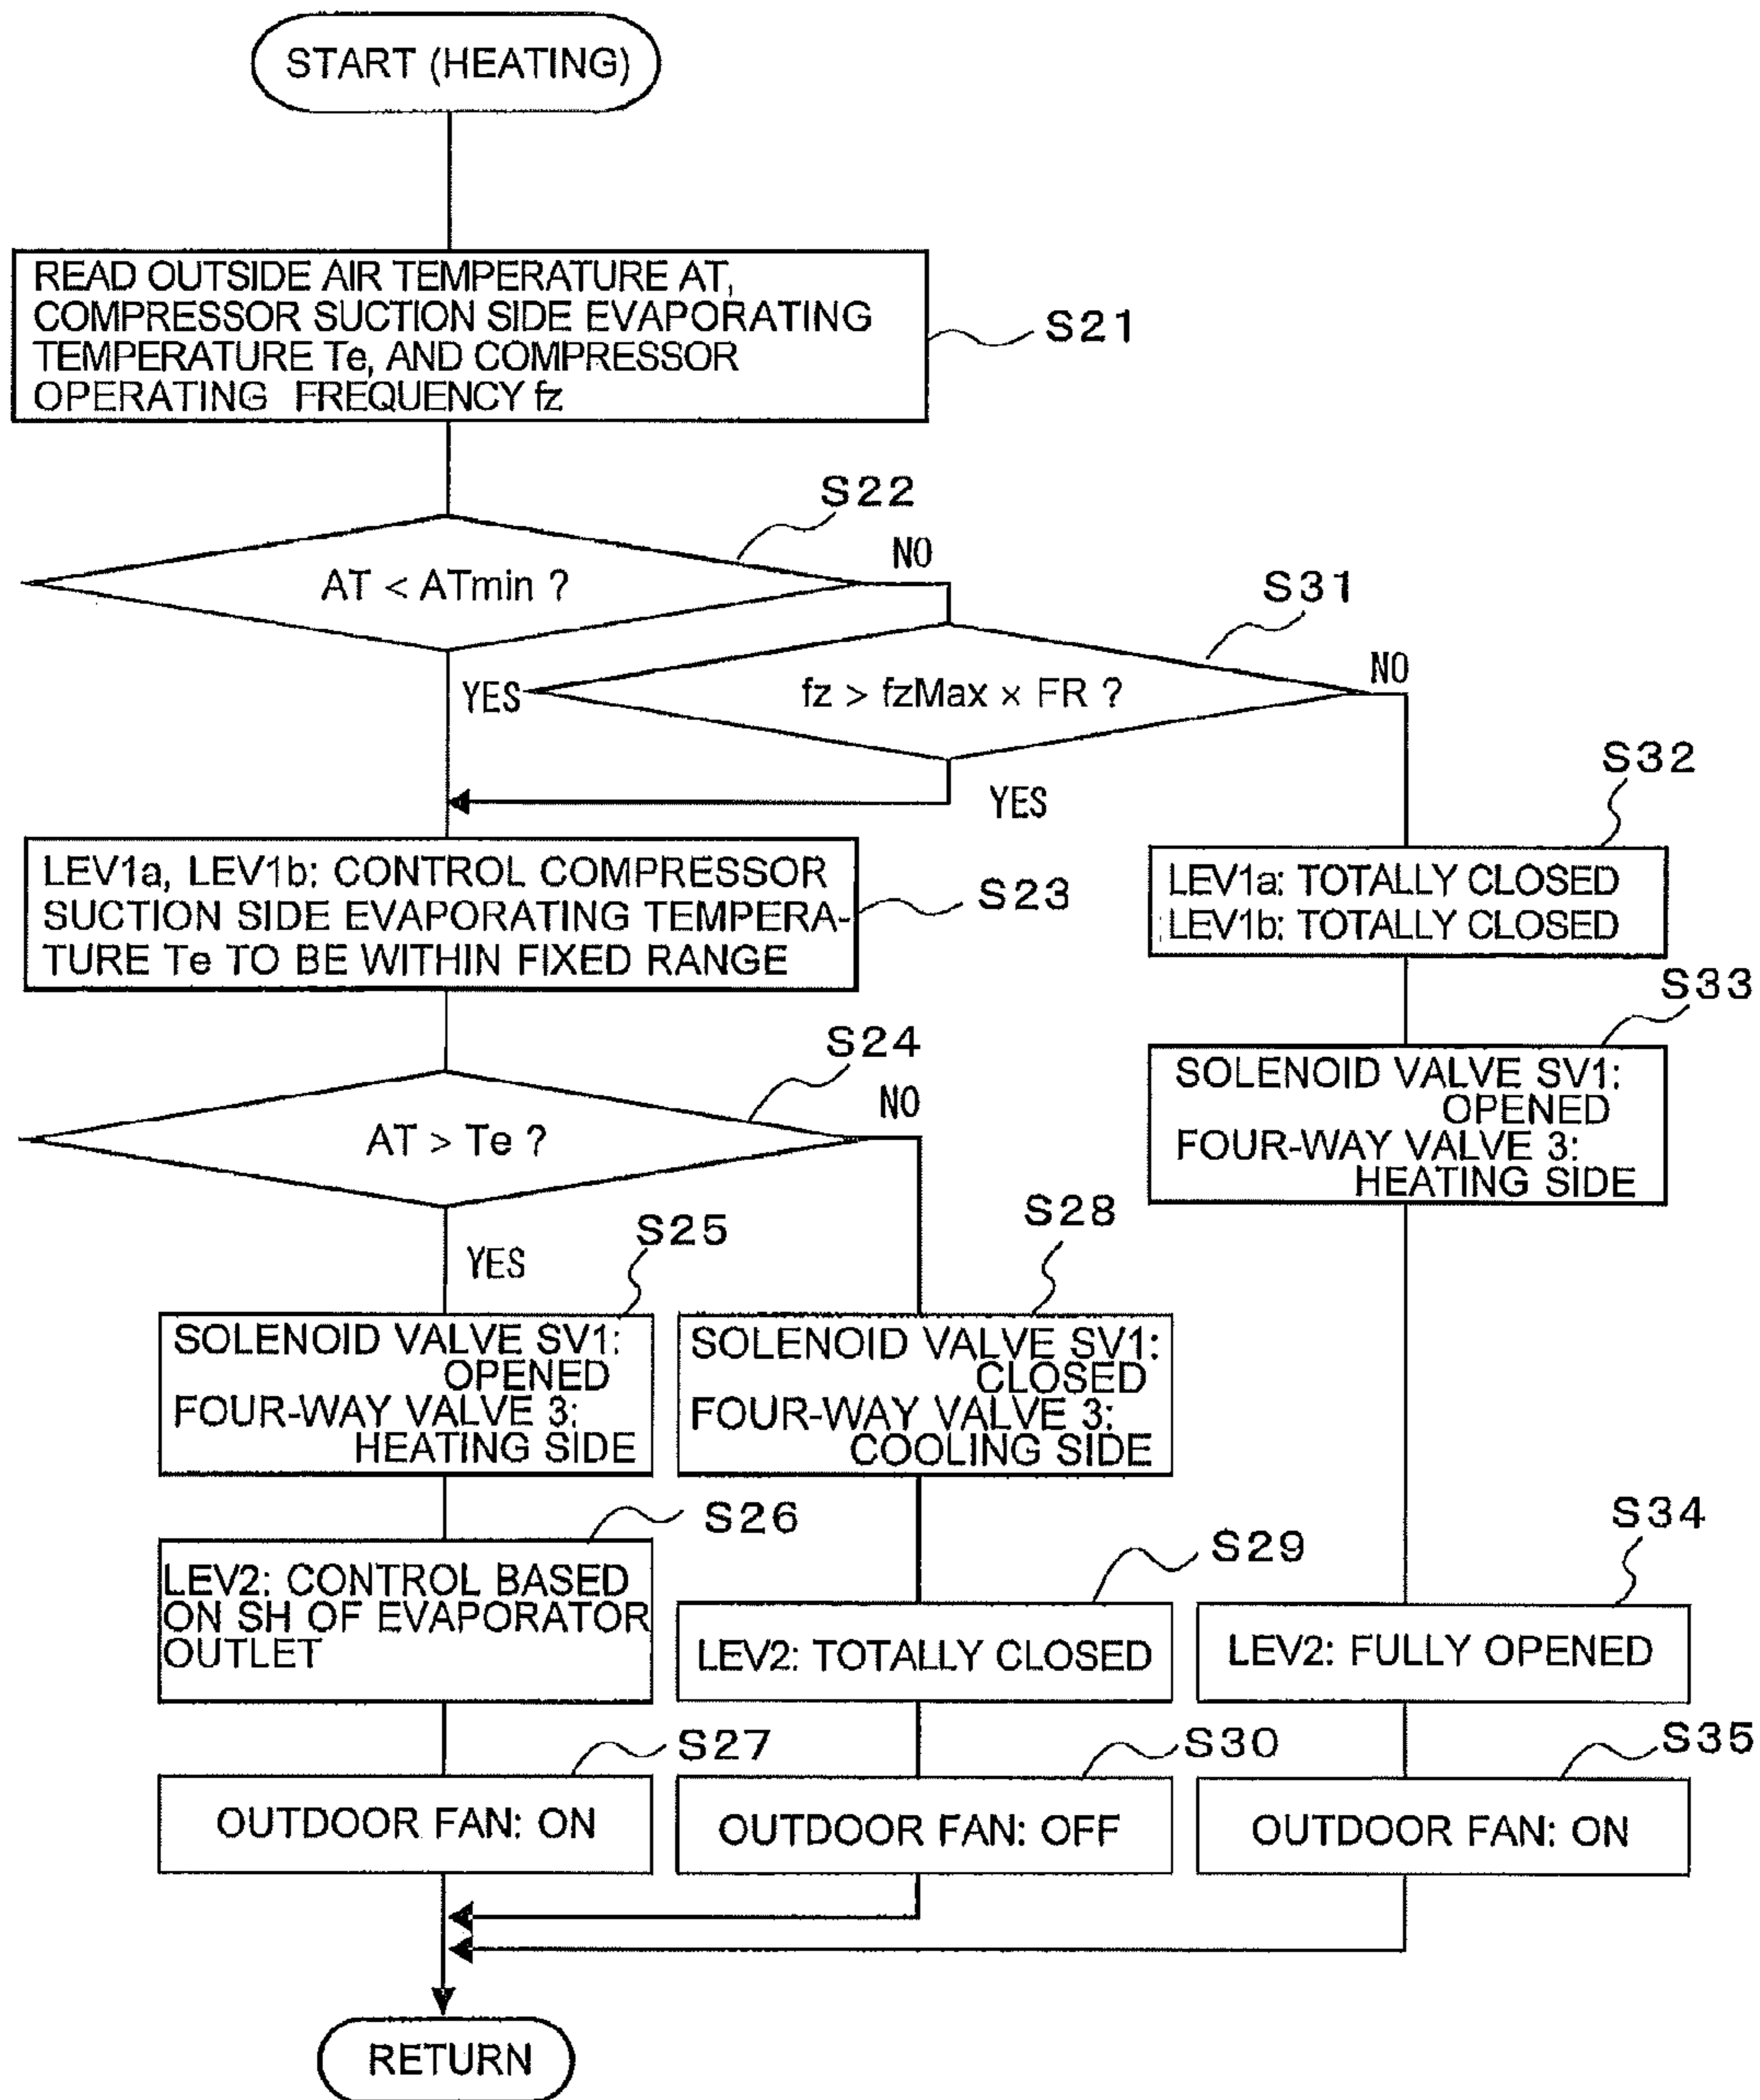 START (HEATING)
READ OUTSIDE AIR TEMPERATURE AT,
COMPRESSOR SUCTION SIDE EVAPORATING
TEMPERATURE Te, AND COMPRESSOR
OPERATING FREQUENCY fz
S21
S22
AT < ATmin ?
NO
YES
S31
fz > fzMax × FR ?
NO
YES
LEV1a, LEV1b: CONTROL COMPRESSOR
SUCTION SIDE EVAPORATING TEMPERA-
TURE Te TO BE WITHIN FIXED RANGE
S23
S32
LEV1a: TOTALLY CLOSED
LEV1b: TOTALLY CLOSED
S33
SOLENOID VALVE SV1:
OPENED
FOUR-WAY VALVE 3:
HEATING SIDE
S24
AT > Te ?
NO
YES
S25
SOLENOID VALVE SV1:
OPENED
FOUR-WAY VALVE 3:
HEATING SIDE
S28
SOLENOID VALVE SV1:
CLOSED
FOUR-WAY VALVE 3:
COOLING SIDE
S26
LEV2: CONTROL BASED
ON SH OF EVAPORATOR
OUTLET
S29
LEV2: TOTALLY CLOSED
S34
LEV2: FULLY OPENED
S27
OUTDOOR FAN: ON
S30
OUTDOOR FAN: OFF
S35
OUTDOOR FAN: ON
RETURN